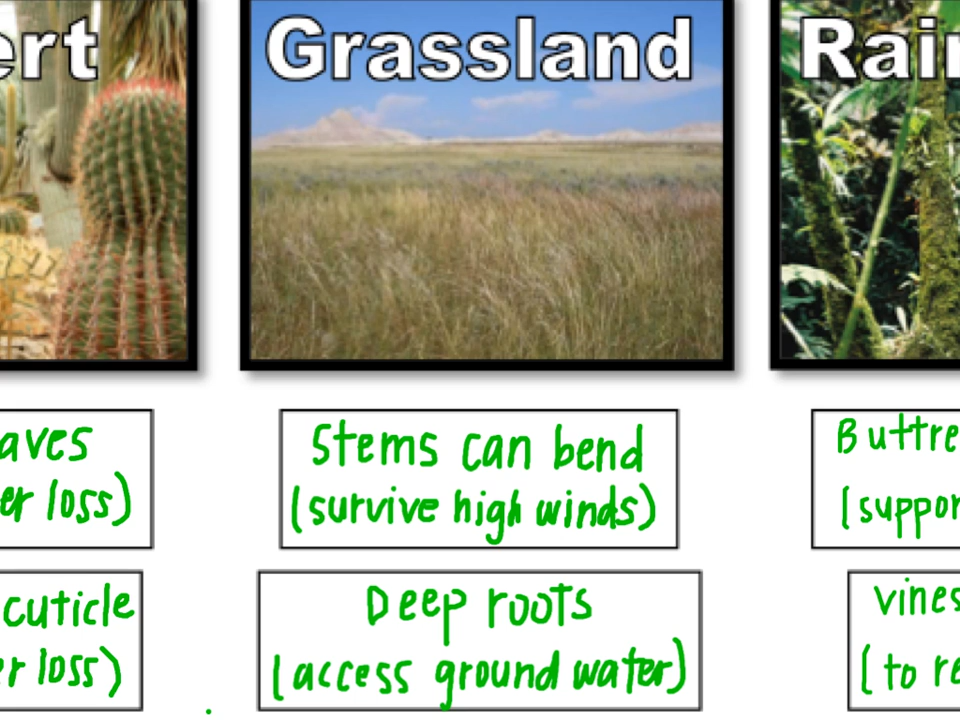 ert
Grassland
Rain
aves
er loss)
Stems can bend
(survive high winds)
Buttre
(suppor
cuticle
er loss)
Deep roots
(access ground water)
vines
(to re